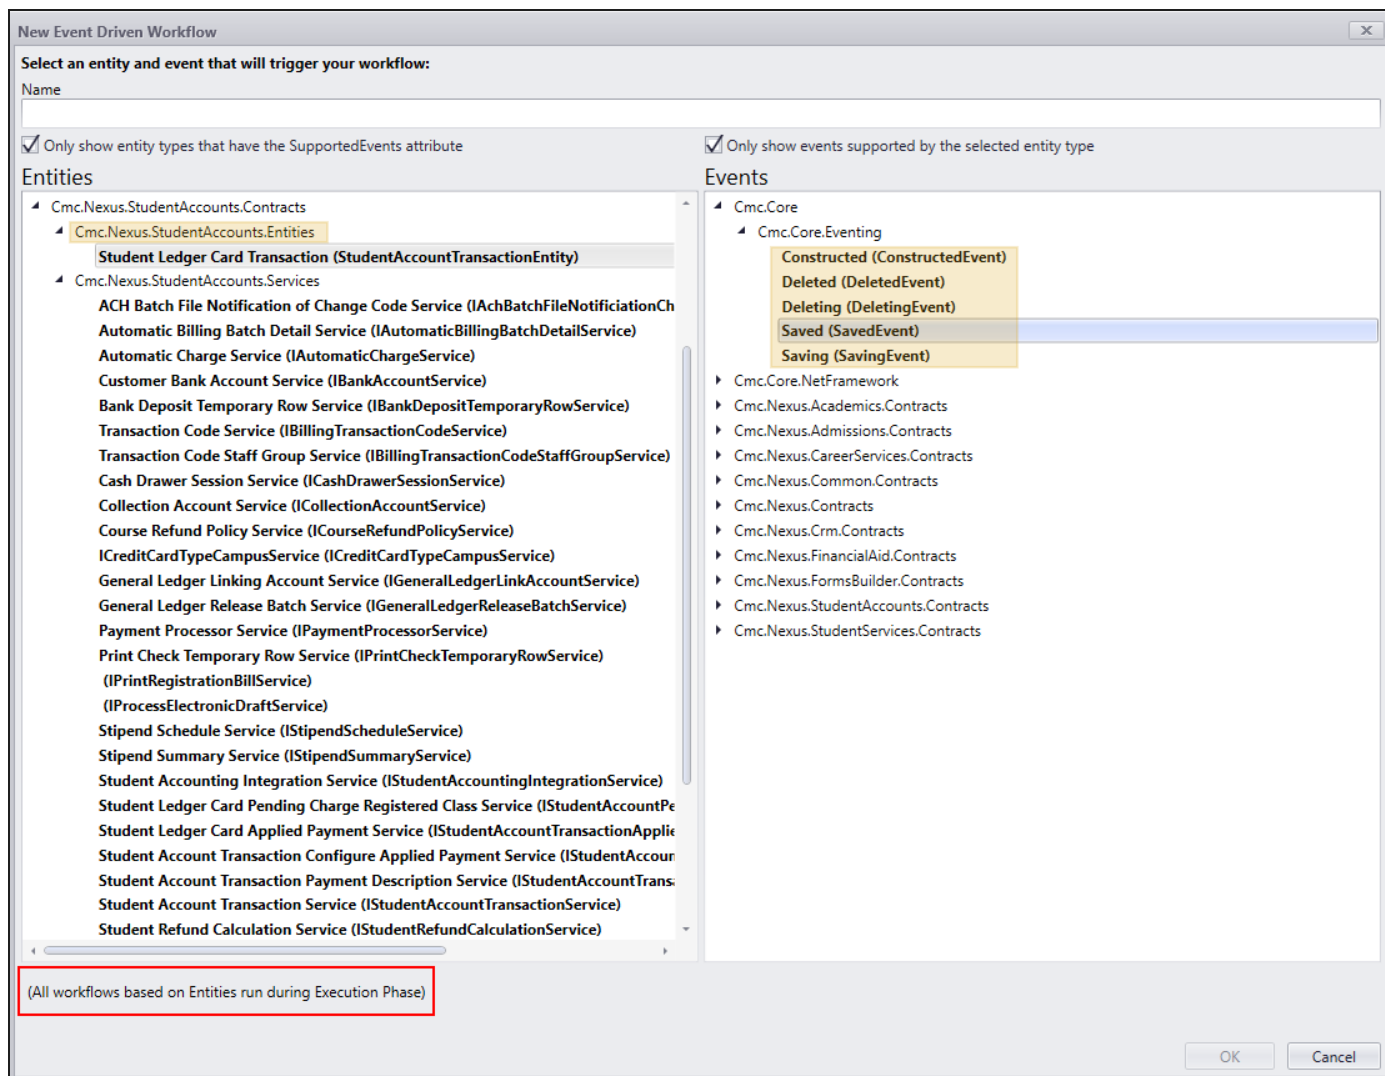 New Event Driven Workflow
Select an entity and event that will trigger your workflow:
Name
Only show entity types that have the SupportedEvents attribute
Only show events supported by the selected entity type
Entities
Cmc.Nexus.StudentAccounts.Contracts
Cmc.Nexus.StudentAccounts.Entities
Student Ledger Card Transaction (StudentAccountTransactionEntity)
Cmc.Nexus.StudentAccounts.Services
ACH Batch File Notification of Change Code Service (IAchBatchFileNotificiationCh
Automatic Billing Batch Detail Service (IAutomaticBillingBatchDetailService)
Automatic Charge Service (IAutomaticChargeService)
Customer Bank Account Service (IBankAccountService)
Bank Deposit Temporary Row Service (IBankDepositTemporaryRowService)
Transaction Code Service (IBillingTransactionCodeService)
Transaction Code Staff Group Service (IBillingTransactionCodeStaffGroupService)
Cash Drawer Session Service (ICashDrawerSessionService)
Collection Account Service (ICollectionAccountService)
Course Refund Policy Service (ICourseRefundPolicyService)
ICreditCardTypeCampusService (ICreditCardTypeCampusService)
General Ledger Linking Account Service (IGeneralLedgerLinkAccountService)
General Ledger Release Batch Service (IGeneralLedgerReleaseBatchService)
Payment Processor Service (IPaymentProcessorService)
Print Check Temporary Row Service (IPrintCheckTemporaryRowService)
(IPrintRegistrationBillService)
(IProcessElectronicDraftService)
Stipend Schedule Service (IStipendScheduleService)
Stipend Summary Service (IStipendSummaryService)
Student Accounting Integration Service (IStudentAccountingIntegrationService)
Student Ledger Card Pending Charge Registered Class Service (IStudentAccountPe
Student Ledger Card Applied Payment Service (IStudentAccountTransactionApplie
Student Account Transaction Configure Applied Payment Service (IStudentAccoun
Student Account Transaction Payment Description Service (IStudentAccountTrans
Student Account Transaction Service (IStudentAccountTransactionService)
Student Refund Calculation Service (IStudentRefundCalculationService)
Events
Cmc.Core
Cmc.Core.Eventing
Constructed (ConstructedEvent)
Deleted (DeletedEvent)
Deleting (DeletingEvent)
Saved (SavedEvent)
Saving (SavingEvent)
Cmc.Core.NetFramework
Cmc.Nexus.Academics.Contracts
Cmc.Nexus.Admissions.Contracts
Cmc.Nexus.CareerServices.Contracts
Cmc.Nexus.Common.Contracts
Cmc.Nexus.Contracts
Cmc.Nexus.Crm.Contracts
Cmc.Nexus.FinancialAid.Contracts
Cmc.Nexus.FormsBuilder.Contracts
Cmc.Nexus.StudentAccounts.Contracts
Cmc.Nexus.StudentServices.Contracts
(All workflows based on Entities run during Execution Phase)
OK
Cancel